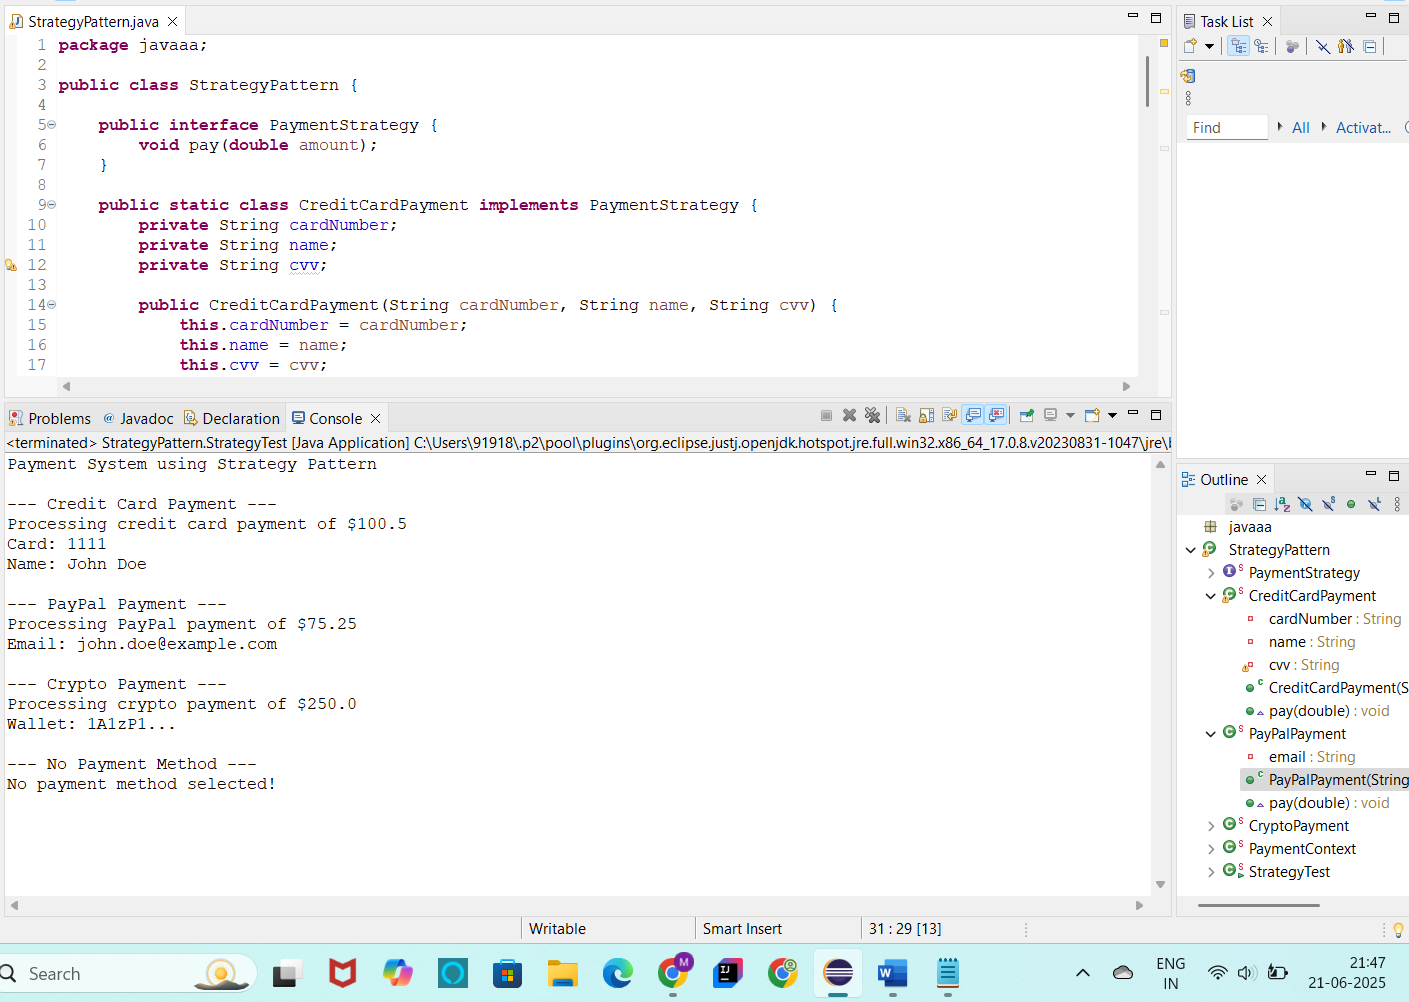 StrategyPattern.java
1 package javaaa;
2
3 public class StrategyPattern {
4
5 public interface PaymentStrategy {
6 void pay(double amount);
7 }
8
9 public static class CreditCardPayment implements PaymentStrategy {
10 private String cardNumber;
11 private String name;
12 private String cvv;
13
14 public CreditCardPayment(String cardNumber, String name, String cvv) {
15 this.cardNumber = cardNumber;
16 this.name = name;
17 this.cvv = cvv;
Problems @ Javadoc Declaration Console
<terminated> StrategyPattern.StrategyTest [Java Application] C:\Users\91918\.p2\pool\plugins\org.eclipse.justj.openjdk.hotspot.jre.full.win32.x86_64_17.0.8.v20230831-1047\jre\b
Payment System using Strategy Pattern
--- Credit Card Payment ---
Processing credit card payment of $100.5
Card: 1111
Name: John Doe
--- PayPal Payment ---
Processing PayPal payment of $75.25
Email: john.doe@example.com
--- Crypto Payment ---
Processing crypto payment of $250.0
Wallet: 1A1zP1...
--- No Payment Method ---
No payment method selected!
Task List
Find All Activat...
Outline
javaaa
StrategyPattern
PaymentStrategy
CreditCardPayment
cardNumber : String
name : String
cvv : String
CreditCardPayment(S
pay(double) : void
PayPalPayment
email : String
PayPalPayment(String
pay(double) : void
CryptoPayment
PaymentContext
StrategyTest
Writable Smart Insert 31 : 29 [13]
Search
M
IJ
W
ENG
IN
21:47
21-06-2025